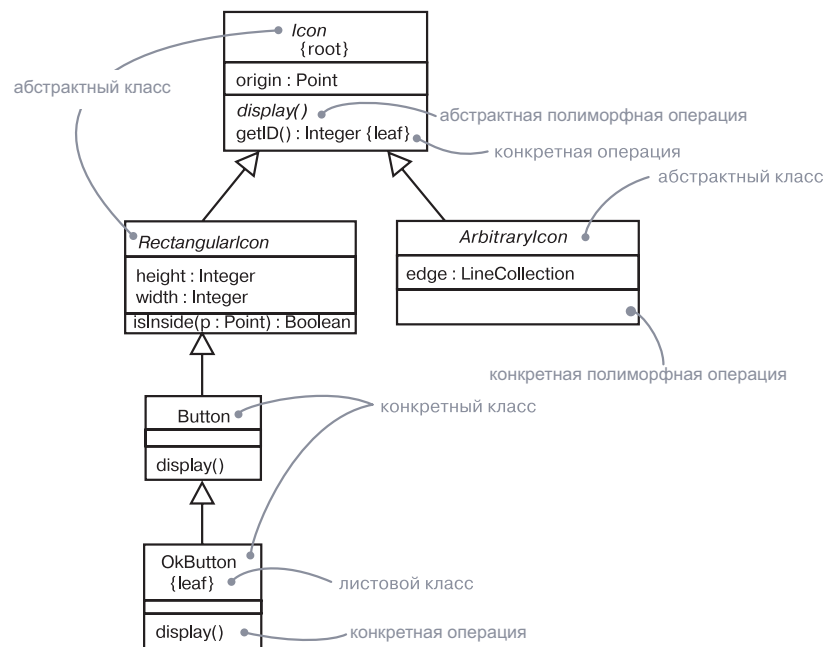 Icon
{root}
абстрактный класс
origin : Point
display()
абстрактная полиморфная операция
getID() : Integer {leaf}
конкретная операция
абстрактный класс
RectangularIcon
ArbitraryIcon
height : Integer
width : Integer
edge : LineCollection
isInside(p : Point) : Boolean
конкретная полиморфная операция
Button
конкретный класс
display()
OkButton
{leaf}
листовой класс
display()
конкретная операция